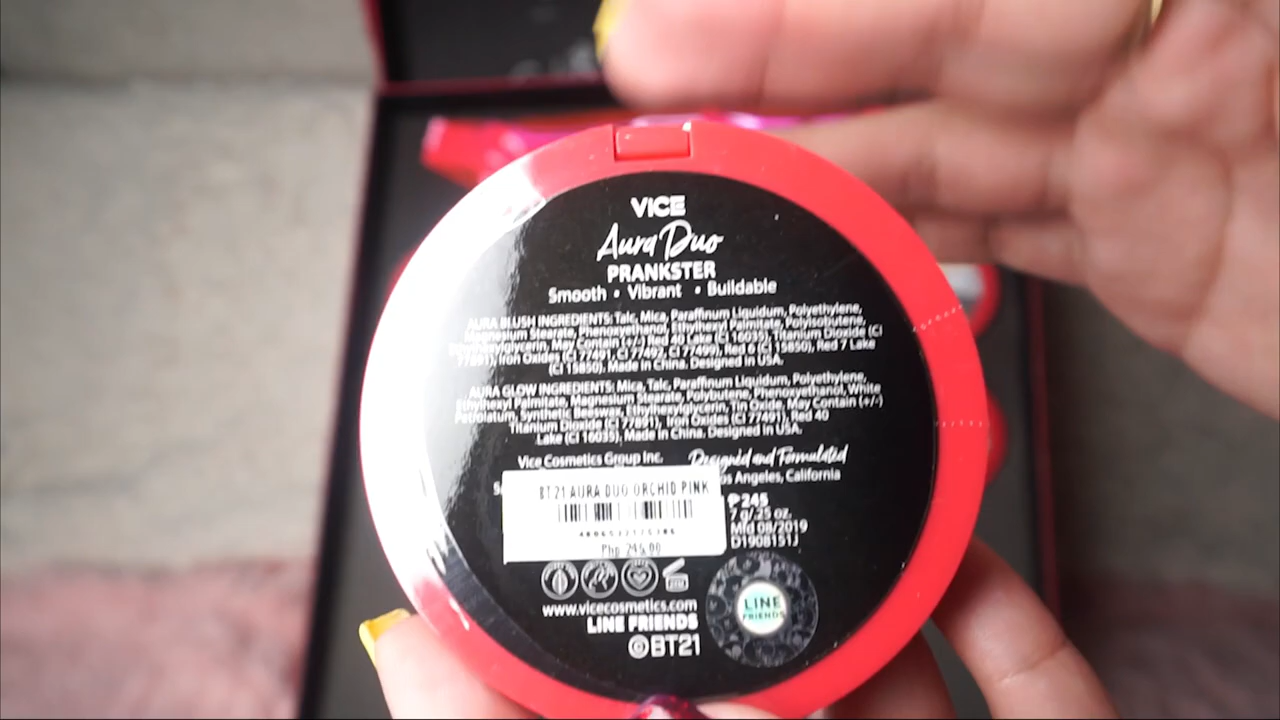 VICE
Aura Duo
PRANKSTER
Smooth • Vibrant • Buildable
AURA BLUSH INGREDIENTS: Talc, Mica, Paraffinum Liquidum, Polyethylene,
Magnesium Stearate, Phenoxyethanol, Ethylhexyl Palmitate, Polyisobutene,
May Contain (+/-) Red 40 Lake (CI 16035), Titanium Dioxide (CI
77891), Iron Oxides (CI 77491, CI 77492, CI 77499), Red 6 (CI 15850), Red 7 Lake
(CI 15850), Made in China. Designed in USA.
AURA GLOW INGREDIENTS: Mica, Talc, Paraffinum Liquidum, Polyethylene,
Ethylhexyl Palmitate, Magnesium Stearate, Polybutene, Phenoxyethanol, White
Petrolatum, Synthetic Beeswax, Ethylhexylglycerin, Tin Oxide, May Contain (+/-)
Titanium Dioxide (CI 77891), Iron Oxides (CI 77491), Red 40
Lake (CI 16035), Made in China. Designed in USA.
Vice Cosmetics Group Inc. Designed and Formulated
Los Angeles, California
BT21 AURA DUO ORCHID PINK
Php 245.00
₱245
7 g/.25 oz.
Mfd 08/2019
D1908151J
www.vicecosmetics.com
LINE FRIENDS
©BT21
LINE
FRIENDS